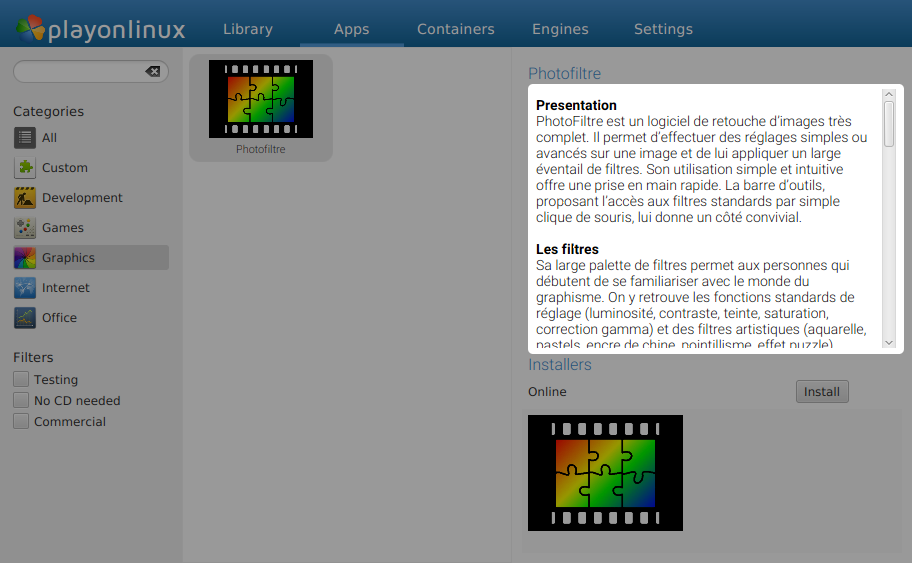 playonlinux
Library
Apps
Containers
Engines
Settings
Categories
All
Custom
Development
Games
Graphics
Internet
Office
Filters
Testing
No CD needed
Commercial
Photofiltre
Photofiltre
Presentation
PhotoFiltre est un logiciel de retouche d’images très
complet. Il permet d’effectuer des réglages simples ou
avancés sur une image et de lui appliquer un large
éventail de filtres. Son utilisation simple et intuitive
offre une prise en main rapide. La barre d’outils,
proposant l’accès aux filtres standards par simple
clique de souris, lui donne un côté convivial.
Les filtres
Sa large palette de filtres permet aux personnes qui
débutent de se familiariser avec le monde du
graphisme. On y retrouve les fonctions standards de
réglage (luminosité, contraste, teinte, saturation,
correction gamma) et des filtres artistiques (aquarelle,
pastels, encre de chine, pointillisme, effet puzzle).
Installers
Online
Install